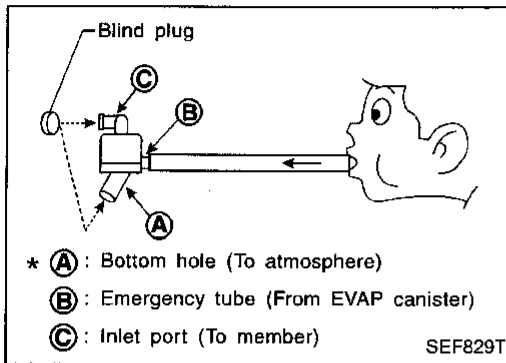 Blind plug
C
B
A
* A : Bottom hole (To atmosphere)
B : Emergency tube (From EVAP canister)
C : Inlet port (To member)
SEF829T